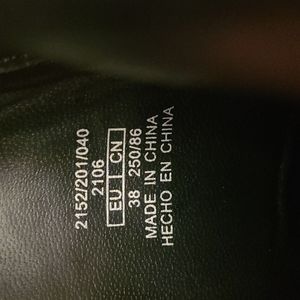 2152/201/040
2106
EU CN
38 250/86
MADE IN CHINA
HECHO EN CHINA